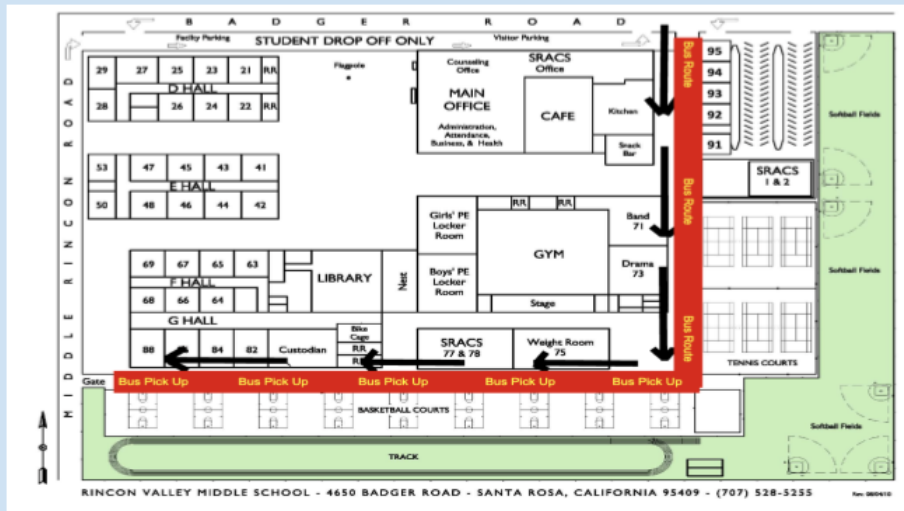 BADGER ROAD
Faculty Parking
STUDENT DROP OFF ONLY
Visitor Parking
MIDDLE RINCON ROAD
29
27
25
23
21
RR
D HALL
28
26
24
22
RR
Flagpole
Counseling
Office
SRACS
Office
MAIN
OFFICE
Administration,
Attendance,
Business, & Health
CAFE
Kitchen
Snack
Bar
Bus Route
95
94
93
92
91
SRACS
1 & 2
Softball Fields
53
47
45
43
41
E HALL
50
48
46
44
42
Girls' PE
Locker
Room
RR
RR
GYM
Band
71
Bus Route
Boys' PE
Locker
Room
Drama
73
Stage
Softball Fields
69
67
65
63
F HALL
68
66
64
LIBRARY
Nest
G HALL
88
84
82
Custodian
Bike
Cage
RR
SRACS
77 & 78
Weight Room
75
Bus Route
TENNIS COURTS
Gate
Bus Pick Up
Bus Pick Up
Bus Pick Up
Bus Pick Up
Bus Pick Up
BASKETBALL COURTS
Softball Fields
TRACK
RINCON VALLEY MIDDLE SCHOOL - 4650 BADGER ROAD - SANTA ROSA, CALIFORNIA 95409 - (707) 528-5255